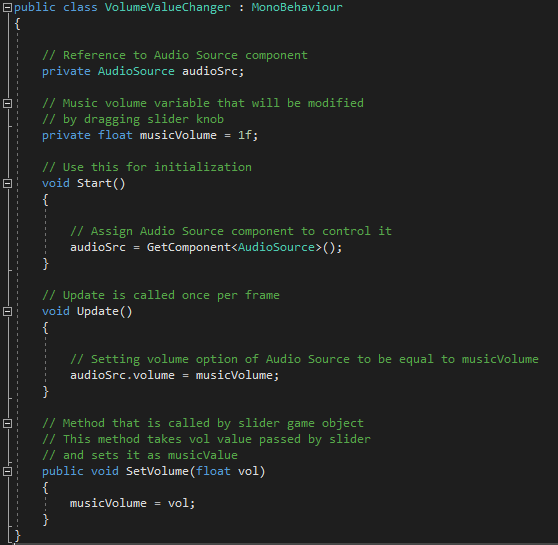 public class VolumeValueChanger : MonoBehaviour
{
// Reference to Audio Source component
private AudioSource audioSrc;
// Music volume variable that will be modified
// by dragging slider knob
private float musicVolume = 1f;
// Use this for initialization
void Start()
{
// Assign Audio Source component to control it
audioSrc = GetComponent<AudioSource>();
}
// Update is called once per frame
void Update()
{
// Setting volume option of Audio Source to be equal to musicVolume
audioSrc.volume = musicVolume;
}
// Method that is called by slider game object
// This method takes vol value passed by slider
// and sets it as musicValue
public void SetVolume(float vol)
{
musicVolume = vol;
}
}